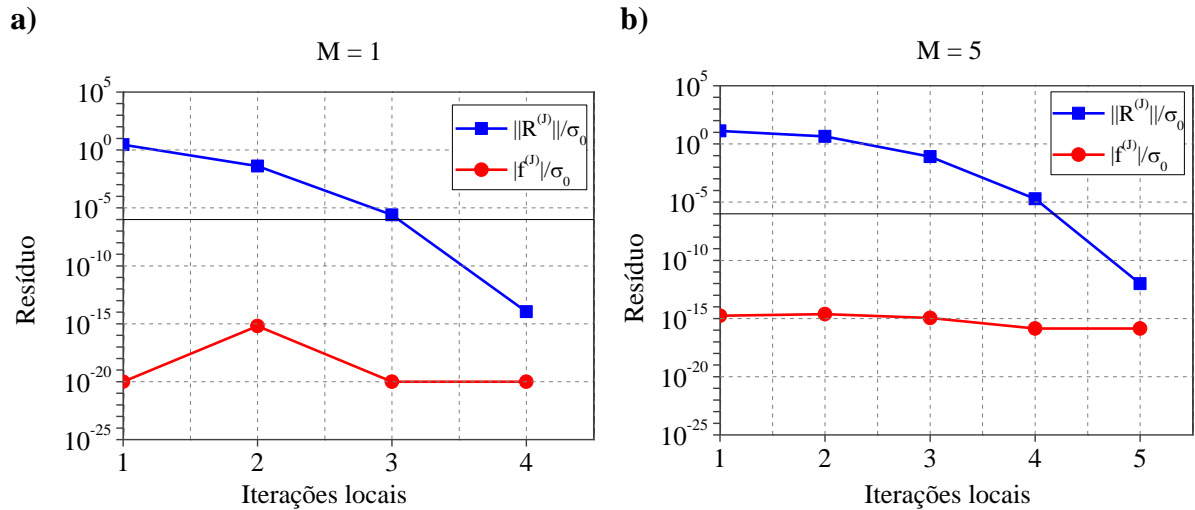 a)
M = 1
10^5
10^0
10^-5
10^-10
10^-15
10^-20
10^-25
Resíduo
||R^(J)||/σ_0
|f^(J)|/σ_0
1 2 3 4
Iterações locais
b)
M = 5
10^5
10^0
10^-5
10^-10
10^-15
10^-20
10^-25
Resíduo
||R^(J)||/σ_0
|f^(J)|/σ_0
1 2 3 4 5
Iterações locais